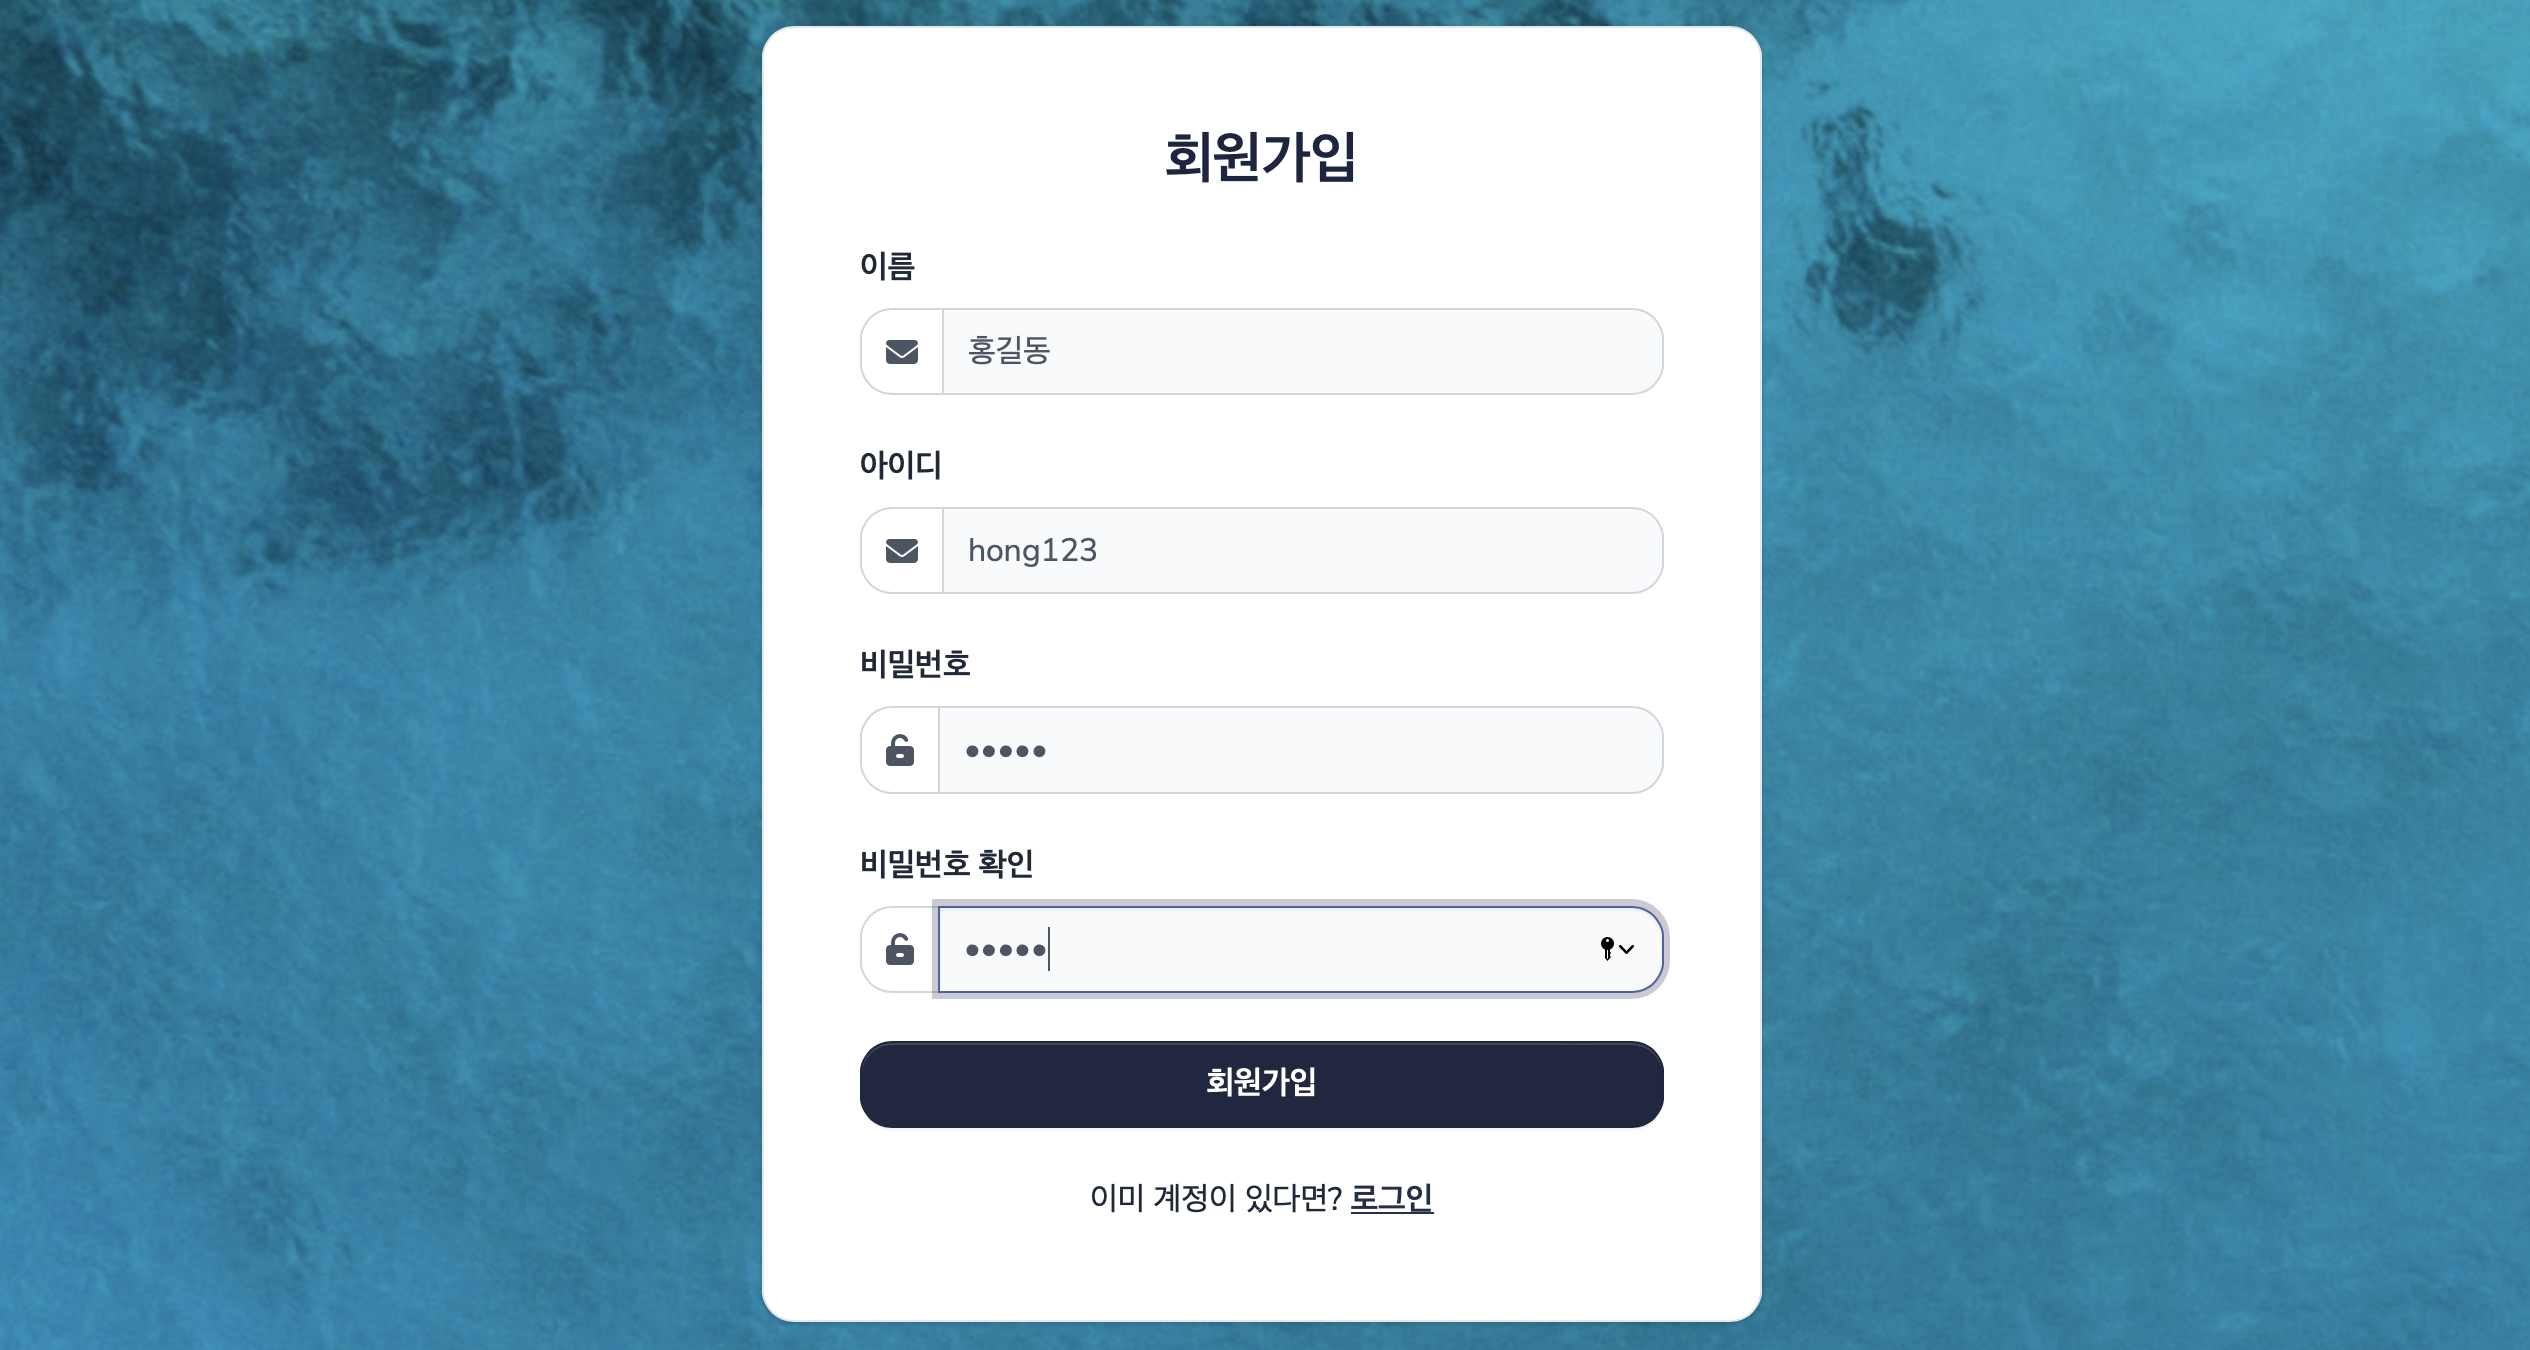 회원가입
이름
홍길동
아이디
hong123
비밀번호
•••••
비밀번호 확인
•••••
회원가입
이미 계정이 있다면? 로그인